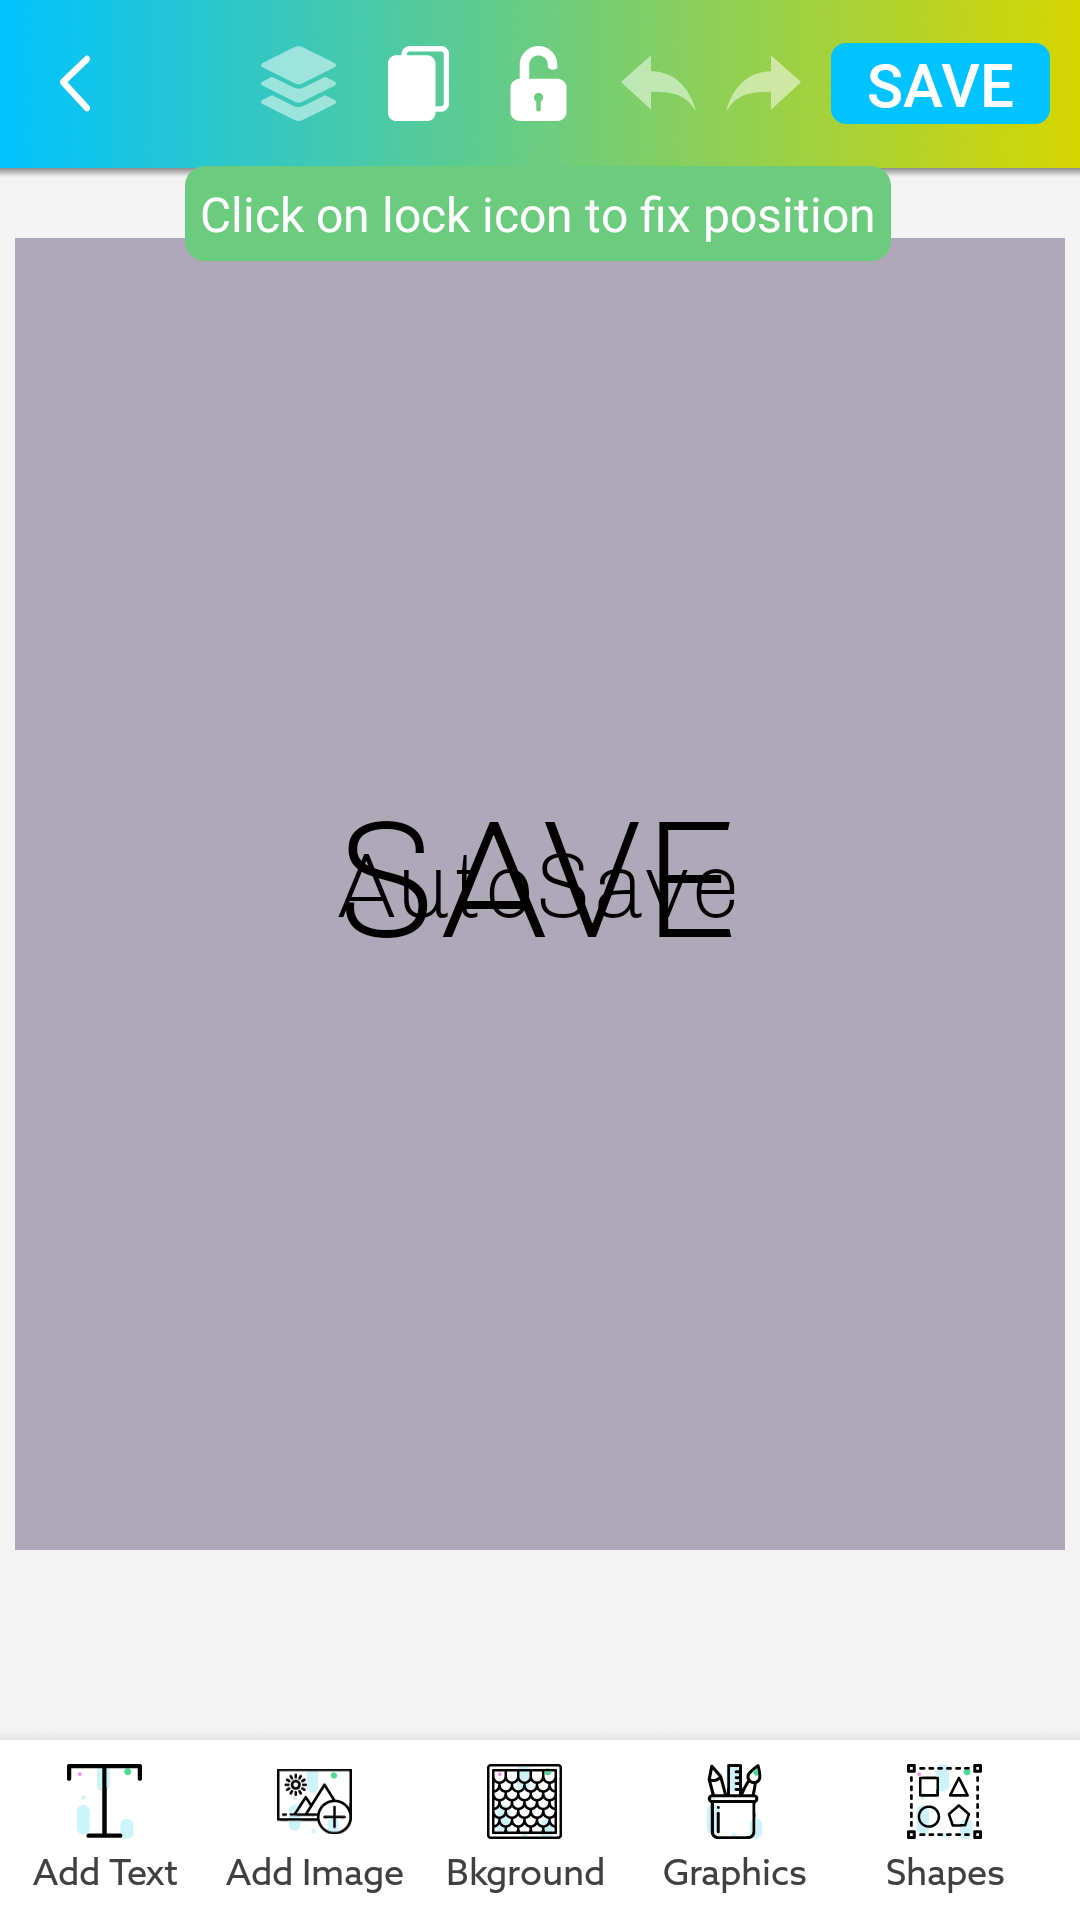 SAVE
Click on lock icon to fix position
SAVE
AutoSave
Add Text
Add Image
Bkground
Graphics
Shapes